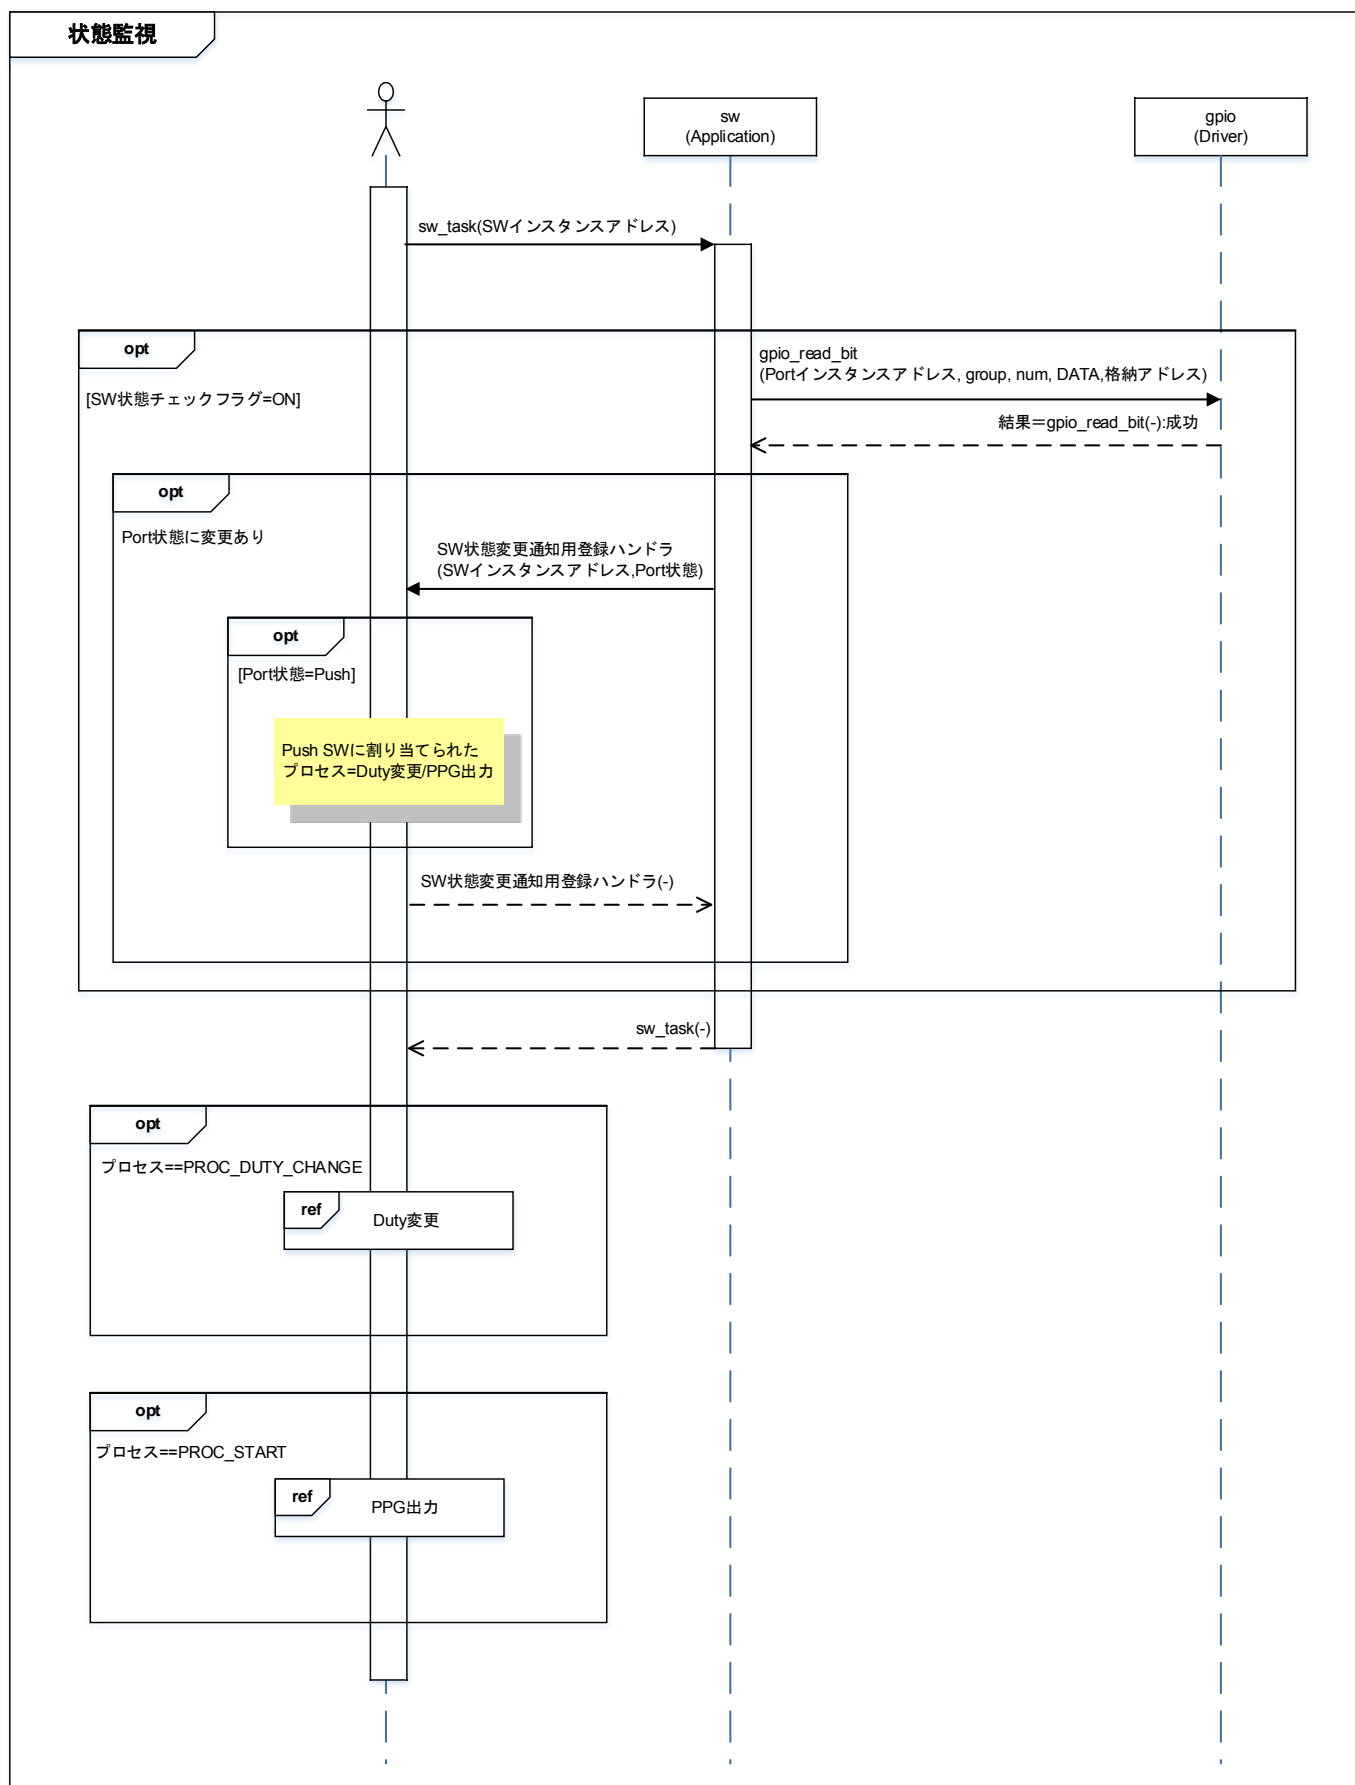 状態監視
sw
(Application)
gpio
(Driver)
sw_task(SWインスタンスアドレス)
opt
[SW状態チェックフラグ=ON]
gpio_read_bit
(Portインスタンスアドレス, group, num, DATA,格納アドレス)
結果＝gpio_read_bit(-):成功
opt
Port状態に変更あり
SW状態変更通知用登録ハンドラ
(SWインスタンスアドレス,Port状態)
opt
[Port状態=Push]
Push SWに割り当てられた
プロセス=Duty変更/PPG出力
SW状態変更通知用登録ハンドラ(-)
sw_task(-)
opt
プロセス==PROC_DUTY_CHANGE
ref
Duty変更
opt
プロセス==PROC_START
ref
PPG出力